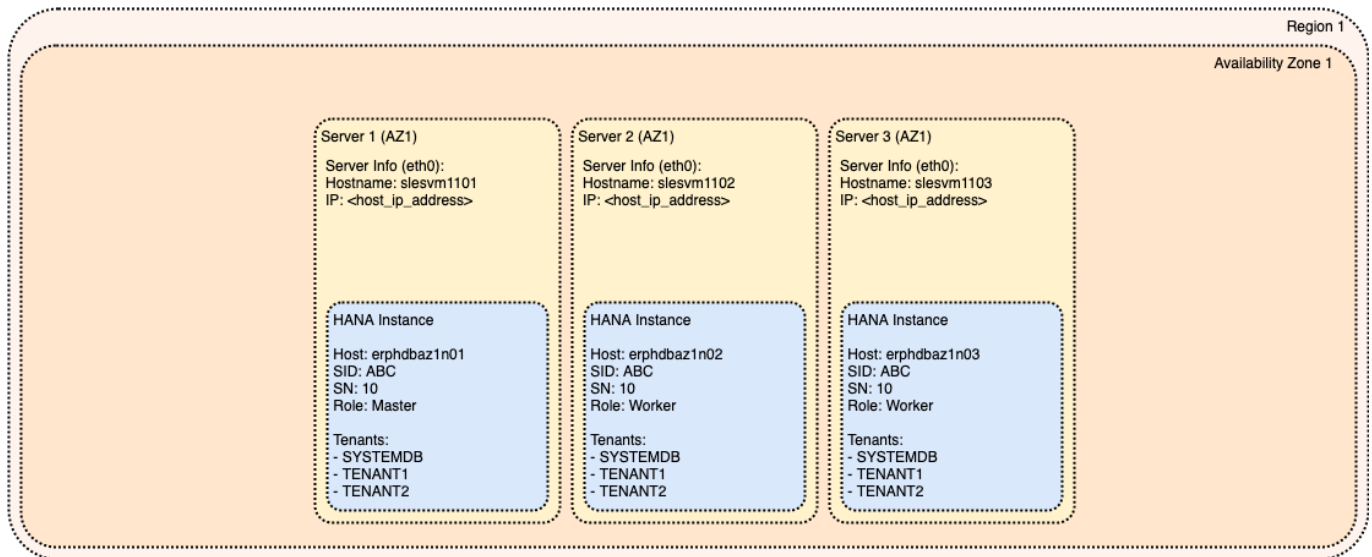 Region 1
Availability Zone 1
Server 1 (AZ1)
Server Info (eth0):
Hostname: slesvm1101
IP: <host_ip_address>
HANA Instance
Host: erphdbaz1n01
SID: ABC
SN: 10
Role: Master
Tenants:
- SYSTEMDB
- TENANT1
- TENANT2
Server 2 (AZ1)
Server Info (eth0):
Hostname: slesvm1102
IP: <host_ip_address>
HANA Instance
Host: erphdbaz1n02
SID: ABC
SN: 10
Role: Worker
Tenants:
- SYSTEMDB
- TENANT1
- TENANT2
Server 3 (AZ1)
Server Info (eth0):
Hostname: slesvm1103
IP: <host_ip_address>
HANA Instance
Host: erphdbaz1n03
SID: ABC
SN: 10
Role: Worker
Tenants:
- SYSTEMDB
- TENANT1
- TENANT2